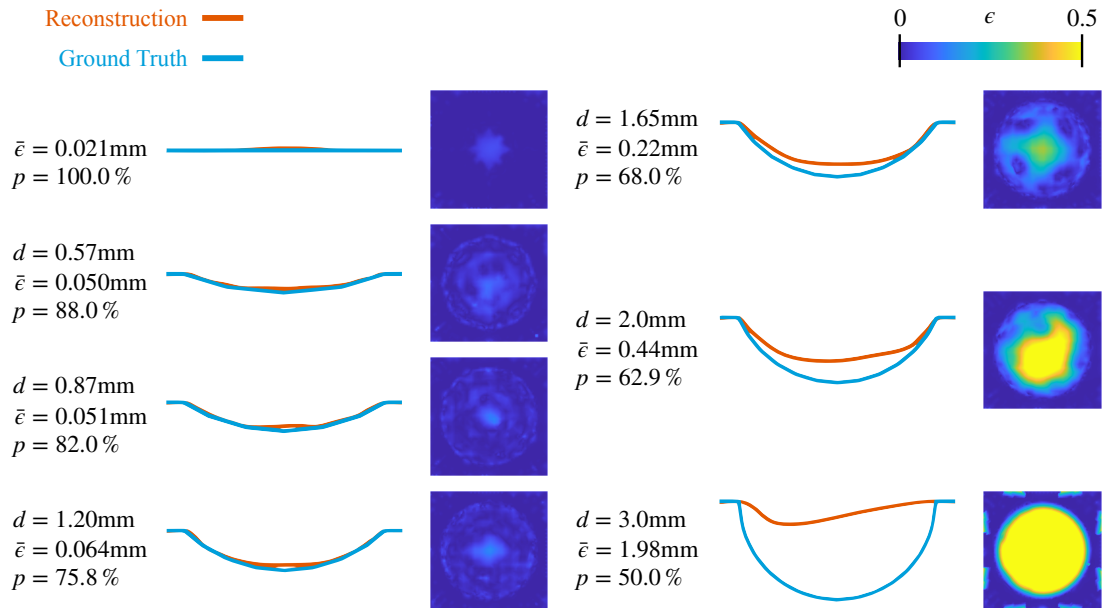 Reconstruction
Ground Truth
0 ϵ 0.5
ϵ̄ = 0.021mm
p = 100.0 %
d = 0.57mm
ϵ̄ = 0.050mm
p = 88.0 %
d = 0.87mm
ϵ̄ = 0.051mm
p = 82.0 %
d = 1.20mm
ϵ̄ = 0.064mm
p = 75.8 %
d = 1.65mm
ϵ̄ = 0.22mm
p = 68.0 %
d = 2.0mm
ϵ̄ = 0.44mm
p = 62.9 %
d = 3.0mm
ϵ̄ = 1.98mm
p = 50.0 %